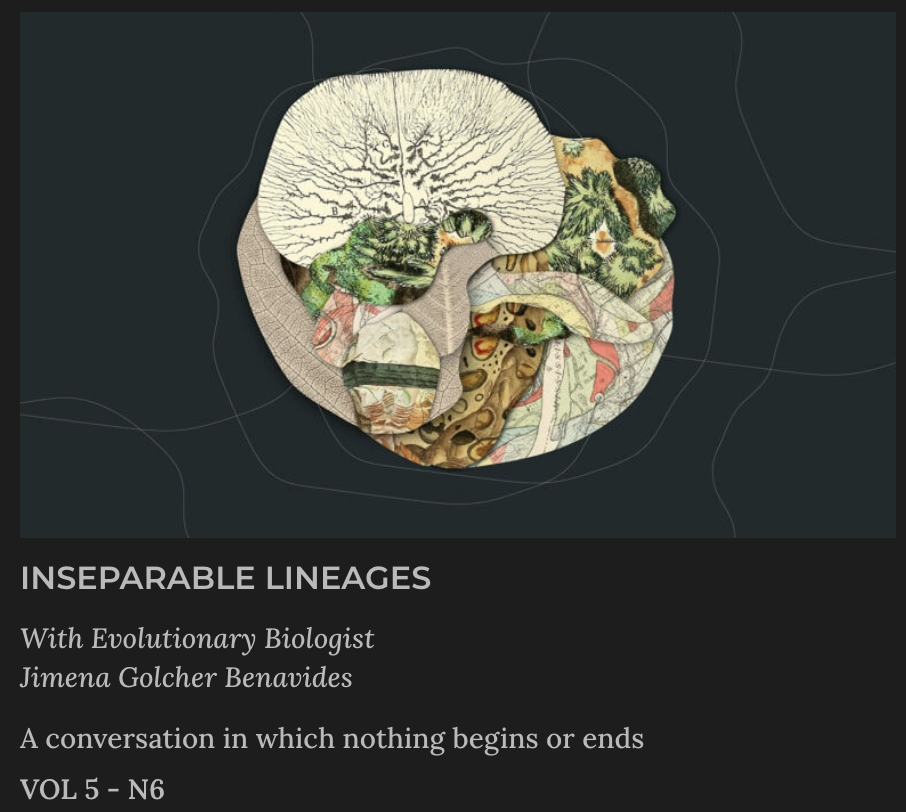 INSEPARABLE LINEAGES
With Evolutionary Biologist
Jimena Golcher Benavides
A conversation in which nothing begins or ends
VOL 5 - N6